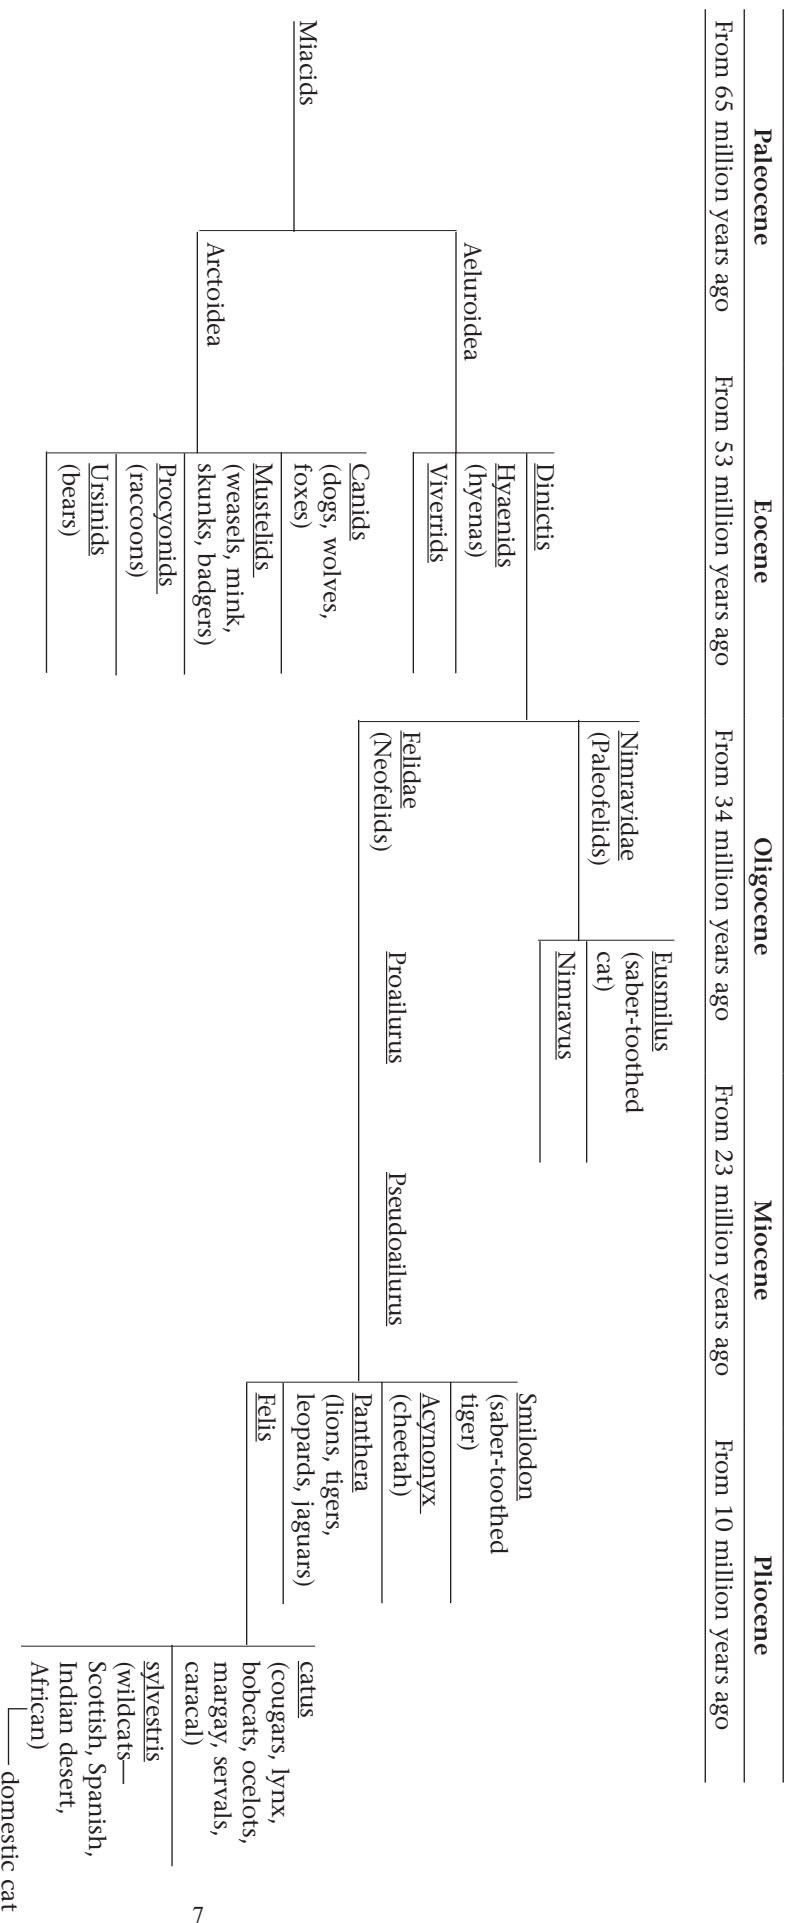 Paleocene
Eocene
Oligocene
Miocene
Pliocene
From 65 million years ago
From 53 million years ago
From 34 million years ago
From 23 million years ago
From 10 million years ago
Miacids
Aeluroidea
Arctoidea
Dinictis
Hyaenids
(hyenas)
Viverrids
Canids
(dogs, wolves,
foxes)
Mustelids
(weasels, mink,
skunks, badgers)
Procyonids
(raccoons)
Ursinids
(bears)
Nimravidae
(Paleofelids)
Felidae
(Neofelids)
Eusmilus
(saber-toothed
cat)
Nimravus
Proailurus
Pseudoailurus
Smilodon
(saber-toothed
tiger)
Acynonyx
(cheetah)
Panthera
(lions, tigers,
leopards, jaguars)
Felis
catus
(cougars, lynx,
bobcats, ocelots,
margay, servals,
caracal)
sylvestris
(wildcats—
Scottish, Spanish,
Indian desert,
African)
domestic cat
7